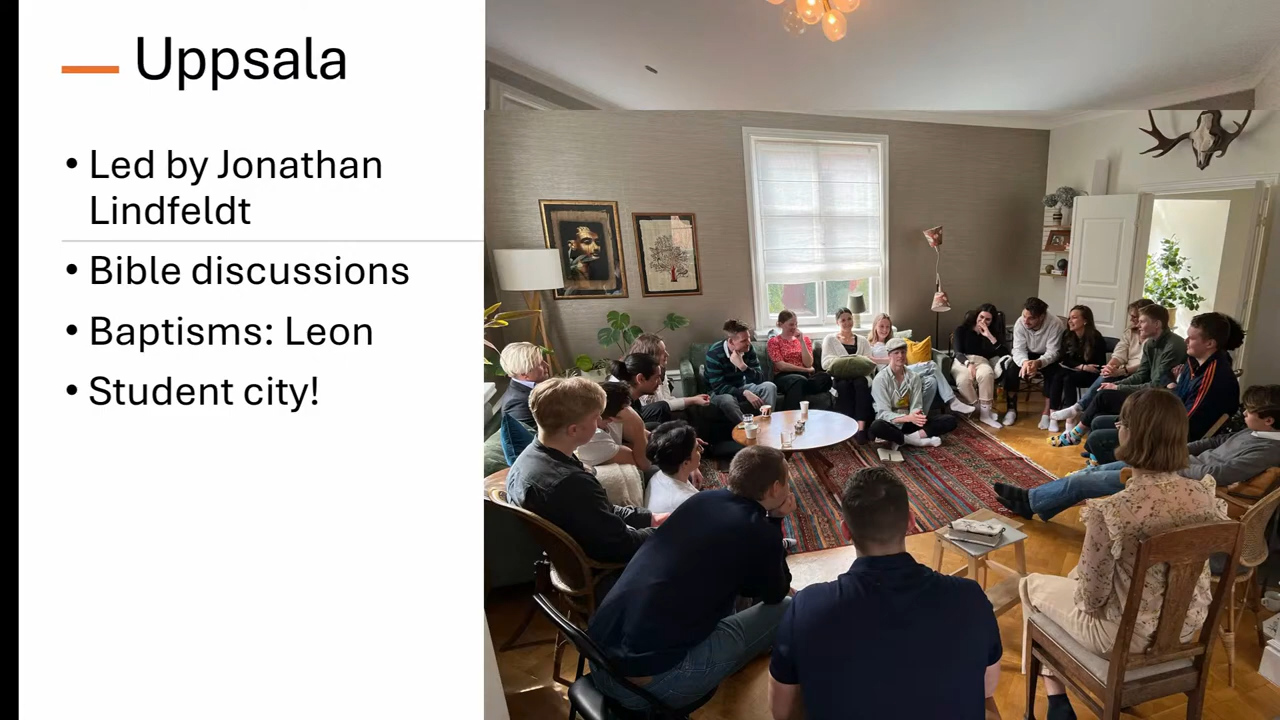 Uppsala
• Led by Jonathan
Lindfeldt
• Bible discussions
• Baptisms: Leon
• Student city!